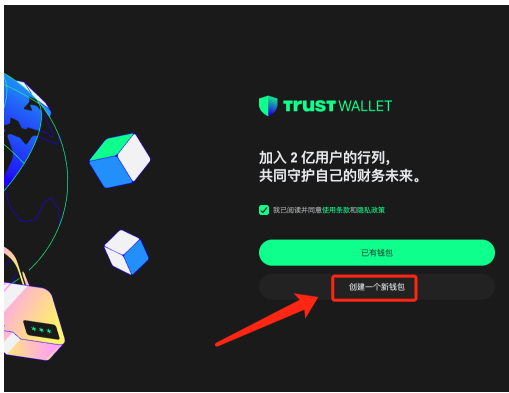 TRUST WALLET
加入 2 亿用户的行列，
共同守护自己的财务未来。
我已阅读并同意使用条款和隐私政策
已有钱包
创建一个新钱包
***